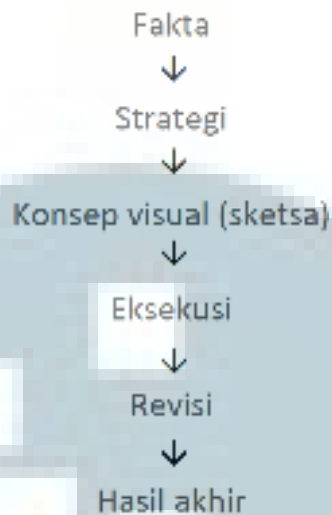 Fakta
↓
Strategi
↓
Konsep visual (sketsa)
↓
Eksekusi
↓
Revisi
↓
Hasil akhir